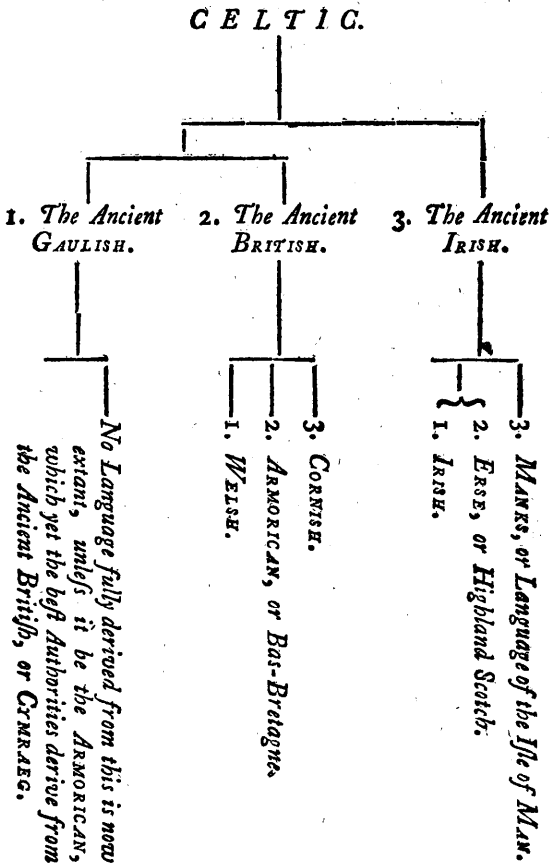 CELTIC.
1. The Ancient
GAULISH.
2. The Ancient
BRITISH.
3. The Ancient
IRISH.
No Language fully derived from this is now
extant, unleſs it be the ARMORICAN,
which yet the beſt Authorities derive from
the Ancient Britiſh, or CYMRAEG.
1. WELSH.
2. ARMORICAN, or Bas-Bretagne.
3. CORNISH.
1. IRISH.
2. ERSE, or Highland Scotch.
3. MANKS, or Language of the Iſle of MAN.